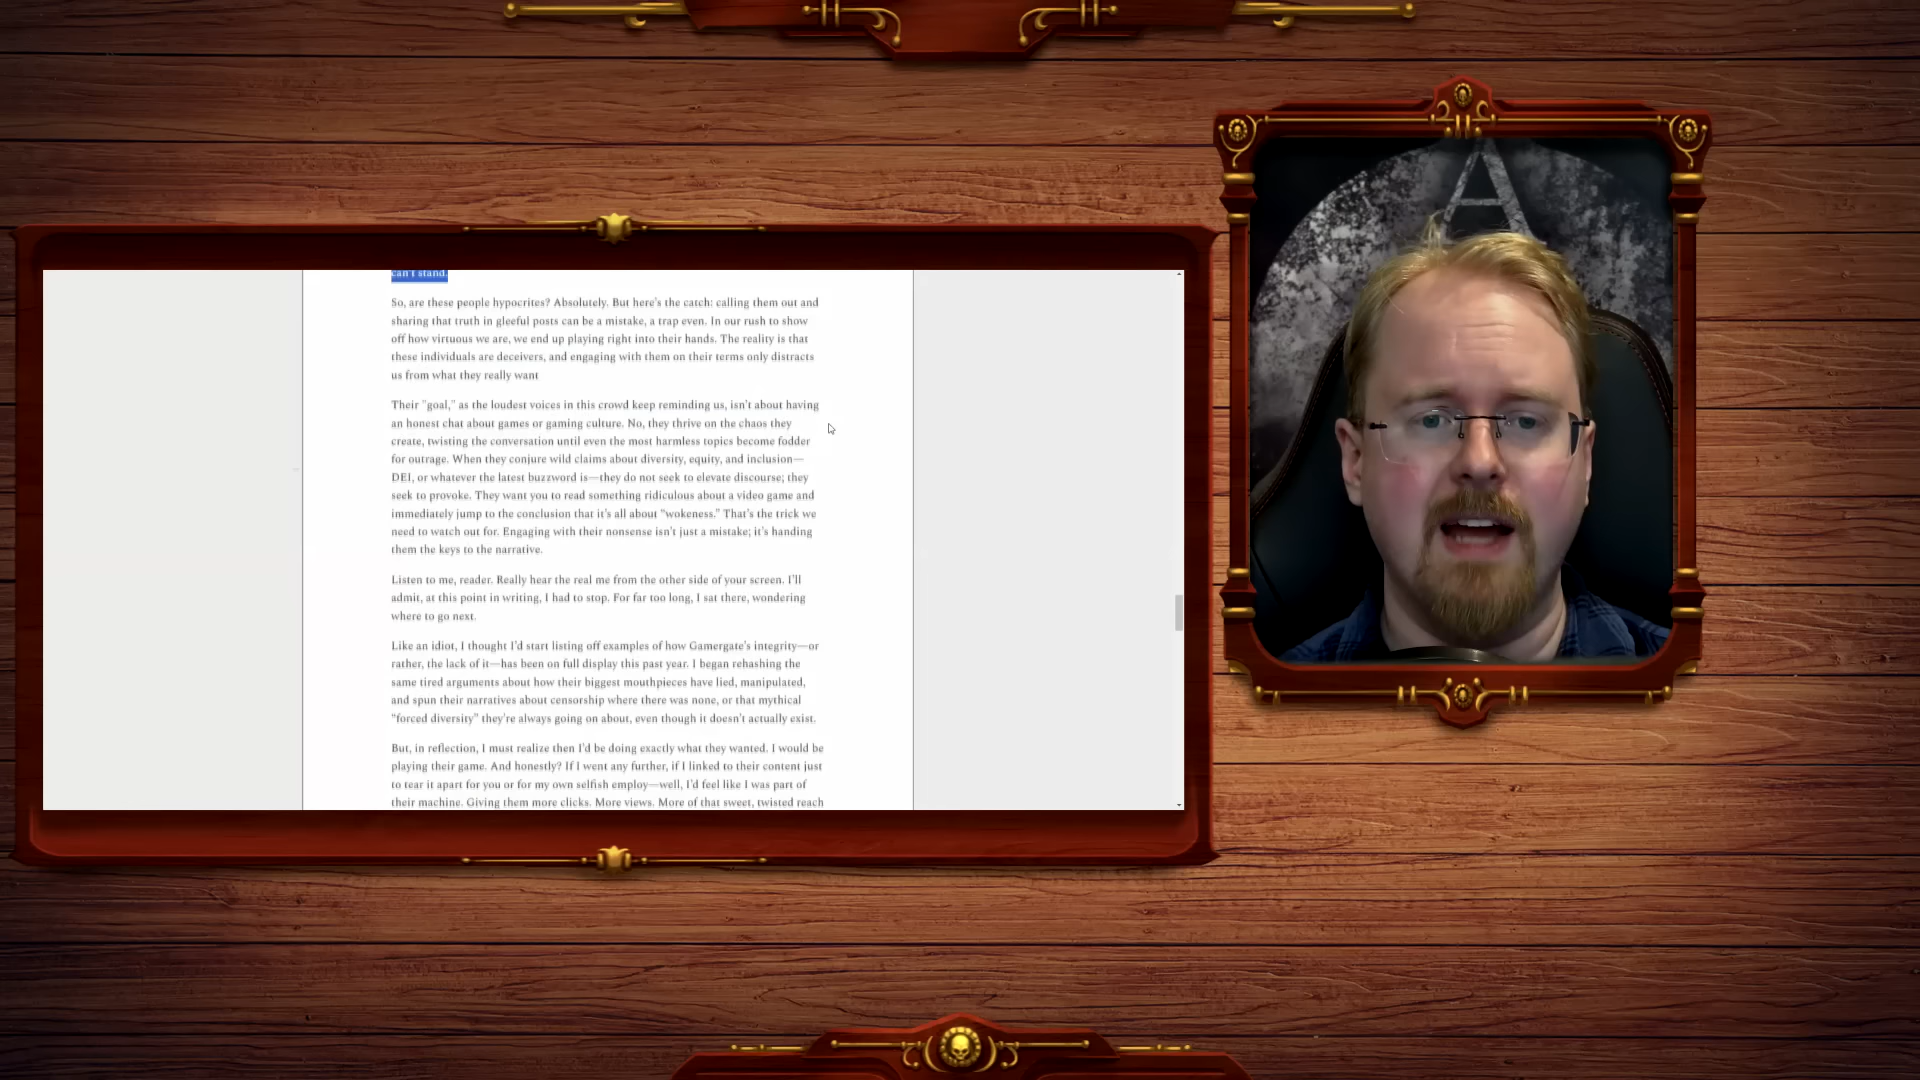 A
can I stand.
So, are these people hypocrites? Absolutely. But here's the catch: calling them out and
sharing that truth in gleeful posts can be a mistake, a trap even. In our rush to show
off how virtuous we are, we end up playing right into their hands. The reality is that
these individuals are deceivers, and engaging with them on their terms only distracts
us from what they really want
Their "goal," as the loudest voices in this crowd keep reminding us, isn't about having
an honest chat about games or gaming culture. No, they thrive on the chaos they
create, twisting the conversation until even the most harmless topics become fodder
for outrage. When they conjure wild claims about diversity, equity, and inclusion—
DEI, or whatever the latest buzzword is—they do not seek to elevate discourse; they
seek to provoke. They want you to read something ridiculous about a video game and
immediately jump to the conclusion that it's all about "wokeness." That's the trick we
need to watch out for. Engaging with their nonsense isn't just a mistake; it's handing
them the keys to the narrative.
Listen to me, reader. Really hear the real me from the other side of your screen. I'll
admit, at this point in writing, I had to stop. For far too long, I sat there, wondering
where to go next.
Like an idiot, I thought I'd start listing off examples of how Gamergate's integrity—or
rather, the lack of it—has been on full display this past year. I began rehashing the
same tired arguments about how their biggest mouthpieces have lied, manipulated,
and spun their narratives about censorship where there was none, or that mythical
"forced diversity" they're always going on about, even though it doesn't actually exist.
But, in reflection, I must realize then I'd be doing exactly what they wanted. I would be
playing their game. And honestly? If I went any further, if I linked to their content just
to tear it apart for you or for my own selfish employ—well, I'd feel like I was part of
their machine. Giving them more clicks. More views. More of that sweet, twisted reach